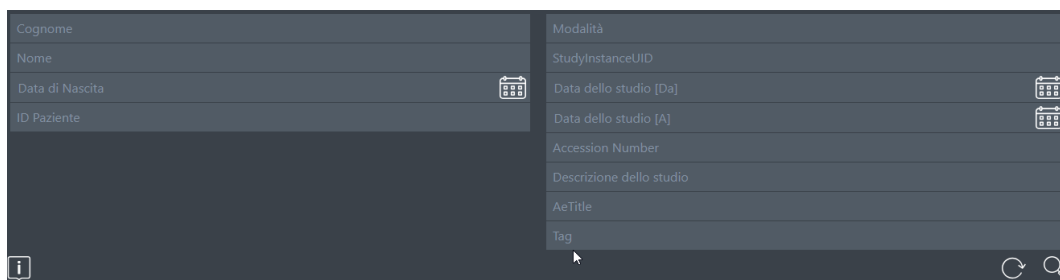 Cognome
Nome
Data di Nascita
ID Paziente
Modalità
StudyInstanceUID
Data dello studio [Da]
Data dello studio [A]
Accession Number
Descrizione dello studio
AeTitle
Tag